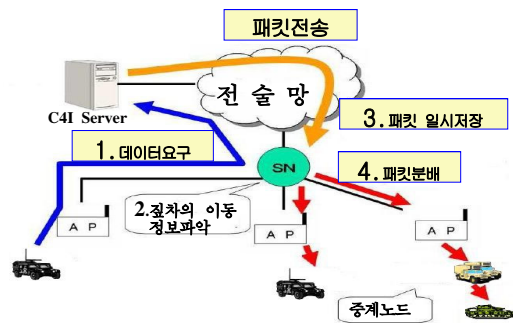 패킷전송
전 술 망
C4I Server
3.패킷 일시저장
1.데이터요구
SN
4.패킷분배
2.짚차의 이동
정보파악
A P
A P
A P
중계노드